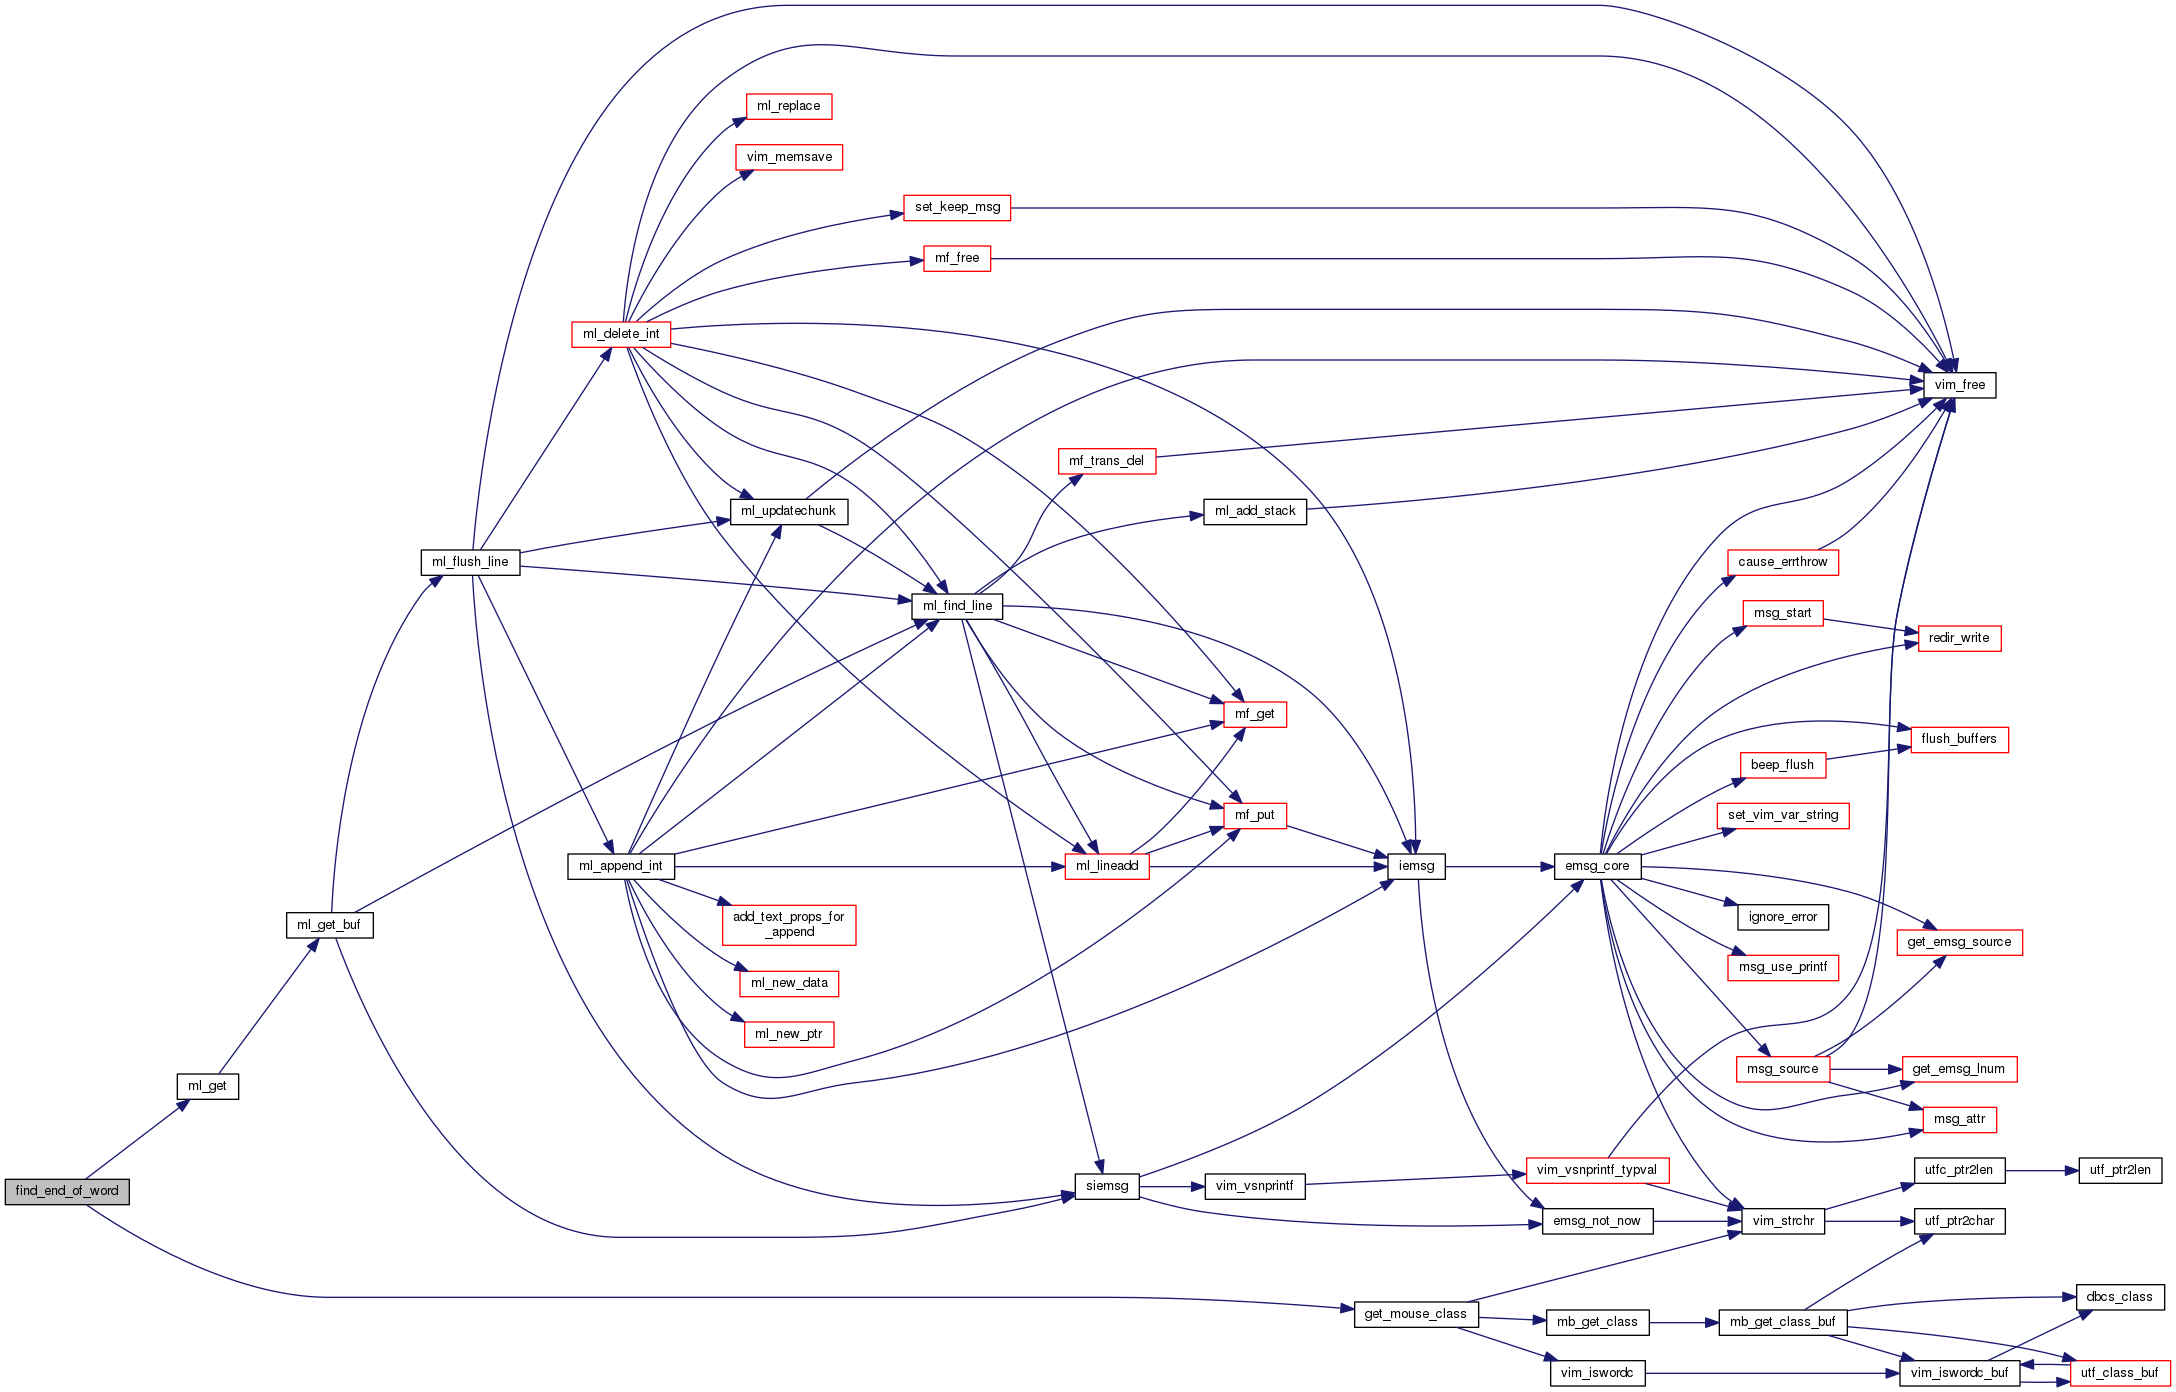 ml_replace
vim_memsave
set_keep_msg
mf_free
ml_delete_int
vim_free
mf_trans_del
ml_updatechunk
ml_add_stack
ml_flush_line
cause_errthrow
ml_find_line
msg_start
redir_write
mf_get
flush_buffers
beep_flush
mf_put
set_vim_var_string
ml_append_int
ml_lineadd
iemsg
emsg_core
add_text_props_for
_append
ignore_error
ml_get_buf
get_emsg_source
msg_use_printf
ml_new_data
ml_new_ptr
msg_source
get_emsg_lnum
ml_get
msg_attr
vim_vsnprintf_typval
utfc_ptr2len
utf_ptr2len
find_end_of_word
siemsg
vim_vsnprintf
emsg_not_now
vim_strchr
utf_ptr2char
dbcs_class
get_mouse_class
mb_get_class
mb_get_class_buf
vim_iswordc
vim_iswordc_buf
utf_class_buf